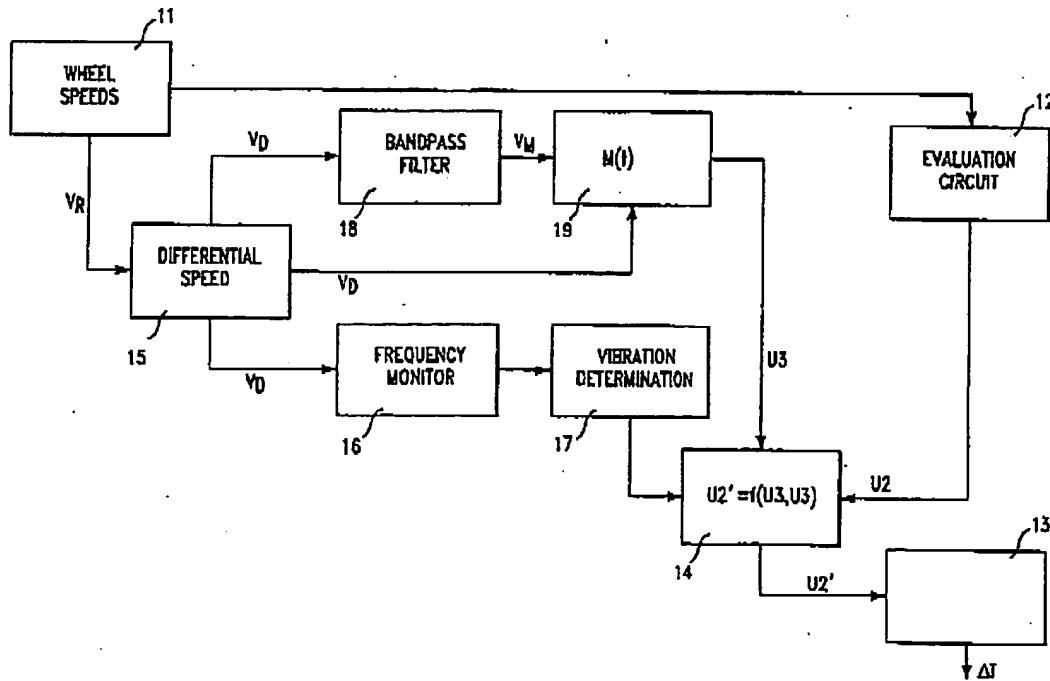 11
WHEEL
SPEEDS
12
EVALUATION
CIRCUIT
VD
BANDPASS
FILTER
18
VM
M(t)
19
VR
DIFFERENTIAL
SPEED
15
VD
VD
FREQUENCY
MONITOR
16
VIBRATION
DETERMINATION
17
U3
U2' =f(U3,U3)
14
U2
U2'
13
ΔT